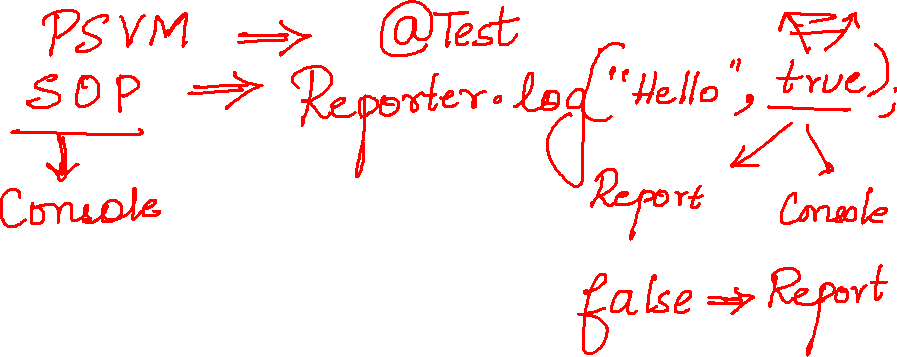 PSVM ⇒ @Test
SOP ⇒ Reporter.log("Hello", true);
Console
Report Console
false ⇒ Report